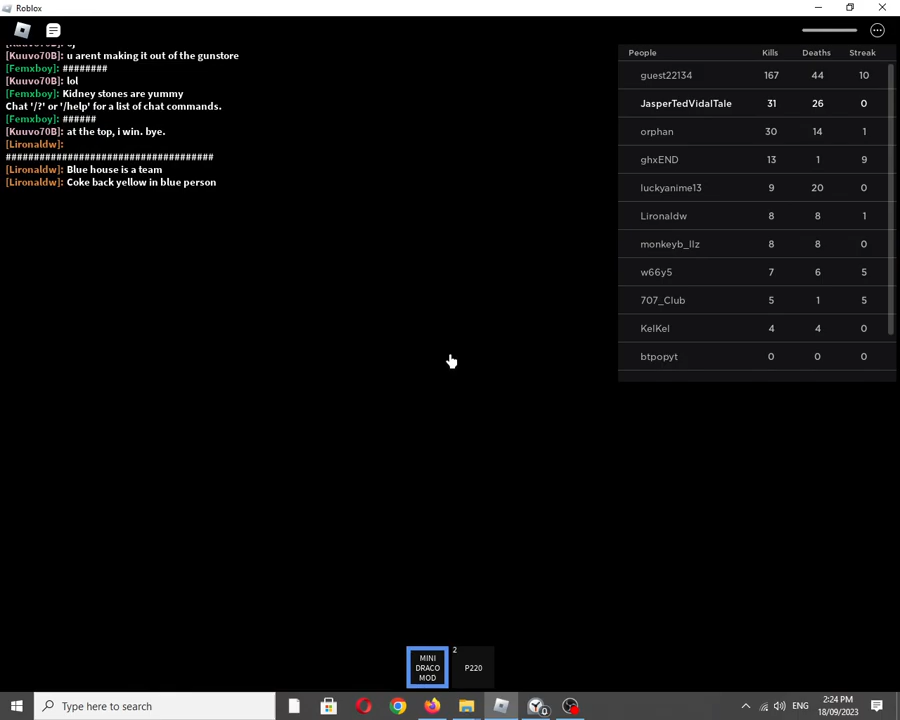 Roblox
[Kuuvo70B]: u arent making it out of the gunstore
[Femxboy]: ########
[Kuuvo70B]: lol
[Femxboy]: Kidney stones are yummy
Chat '/?' or '/help' for a list of chat commands.
[Femxboy]: ######
[Kuuvo70B]: at the top, i win. bye.
[Lironaldw]:
#####################################
[Lironaldw]: Blue house is a team
[Lironaldw]: Coke back yellow in blue person
People Kills Deaths Streak
guest22134 167 44 10
JasperTedVidalTale 31 26 0
orphan 30 14 1
ghxEND 13 1 9
luckyanime13 9 20 0
Lironaldw 8 8 1
monkeyb_llz 8 8 0
w66y5 7 6 5
707_Club 5 1 5
KelKel 4 4 0
btpopyt 0 0 0
MINI
DRACO
MOD
2
P220
Type here to search
ENG
2:24 PM
18/09/2023